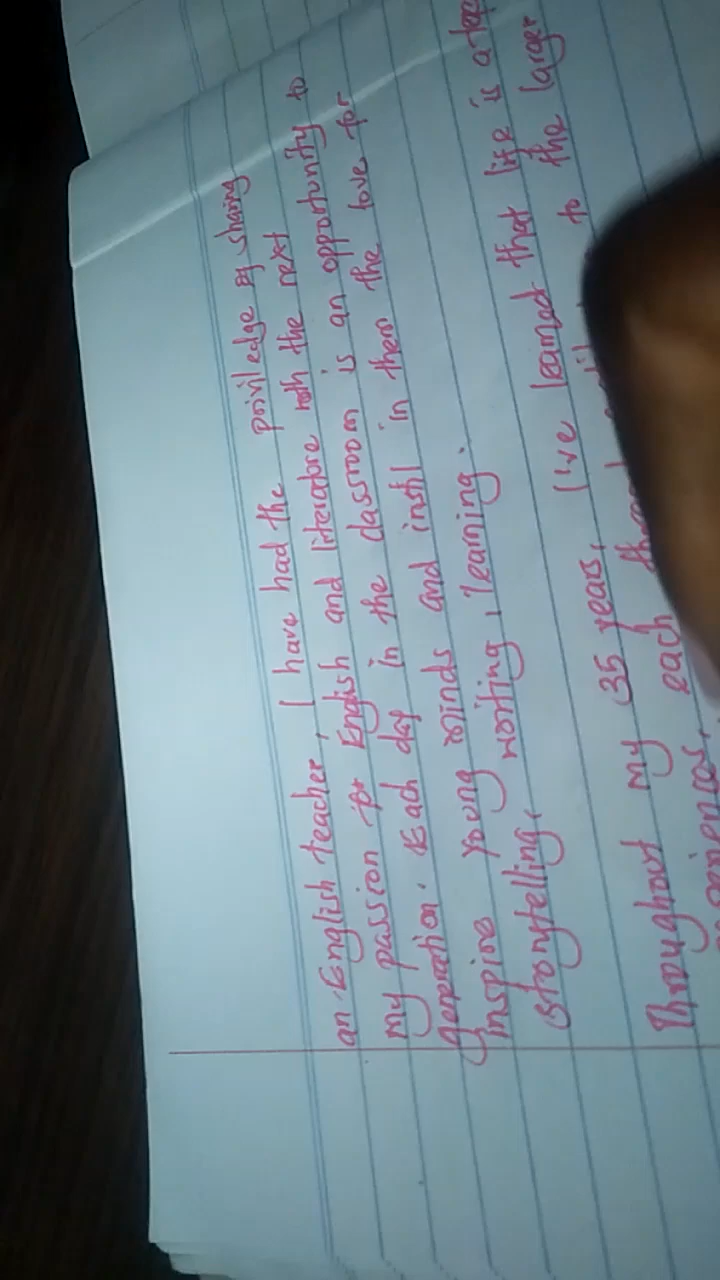 an English teacher, I have had the priviledge of sharing
my passion for English and literature with the next
generation. Each day in the classroom is an opportunity to
inspire young minds and instil in them the love for
storytelling, writing, learning.
Throughout my 35 years, I've learned that life is a
each to the larger